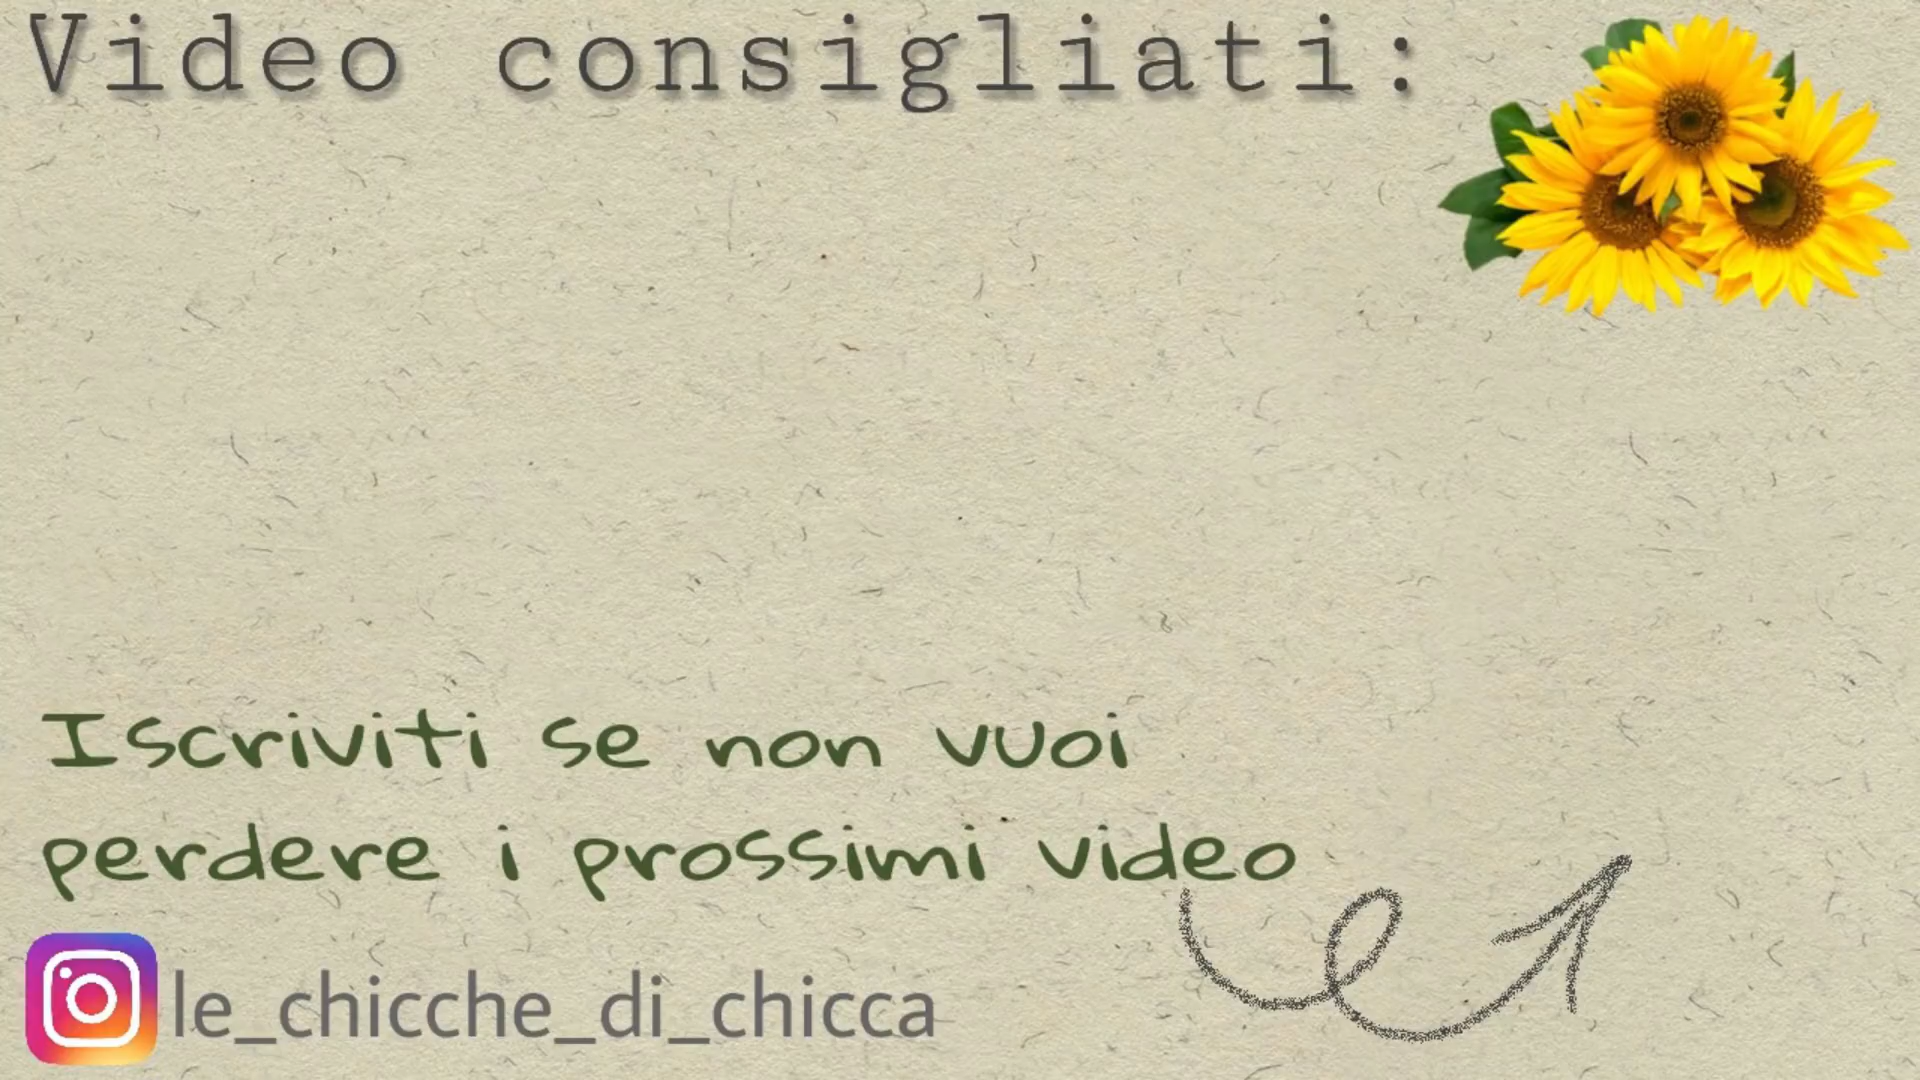 Video consigliati:
Iscriviti se non vuoi
perdere i prossimi video
le_chicche_di_chicca